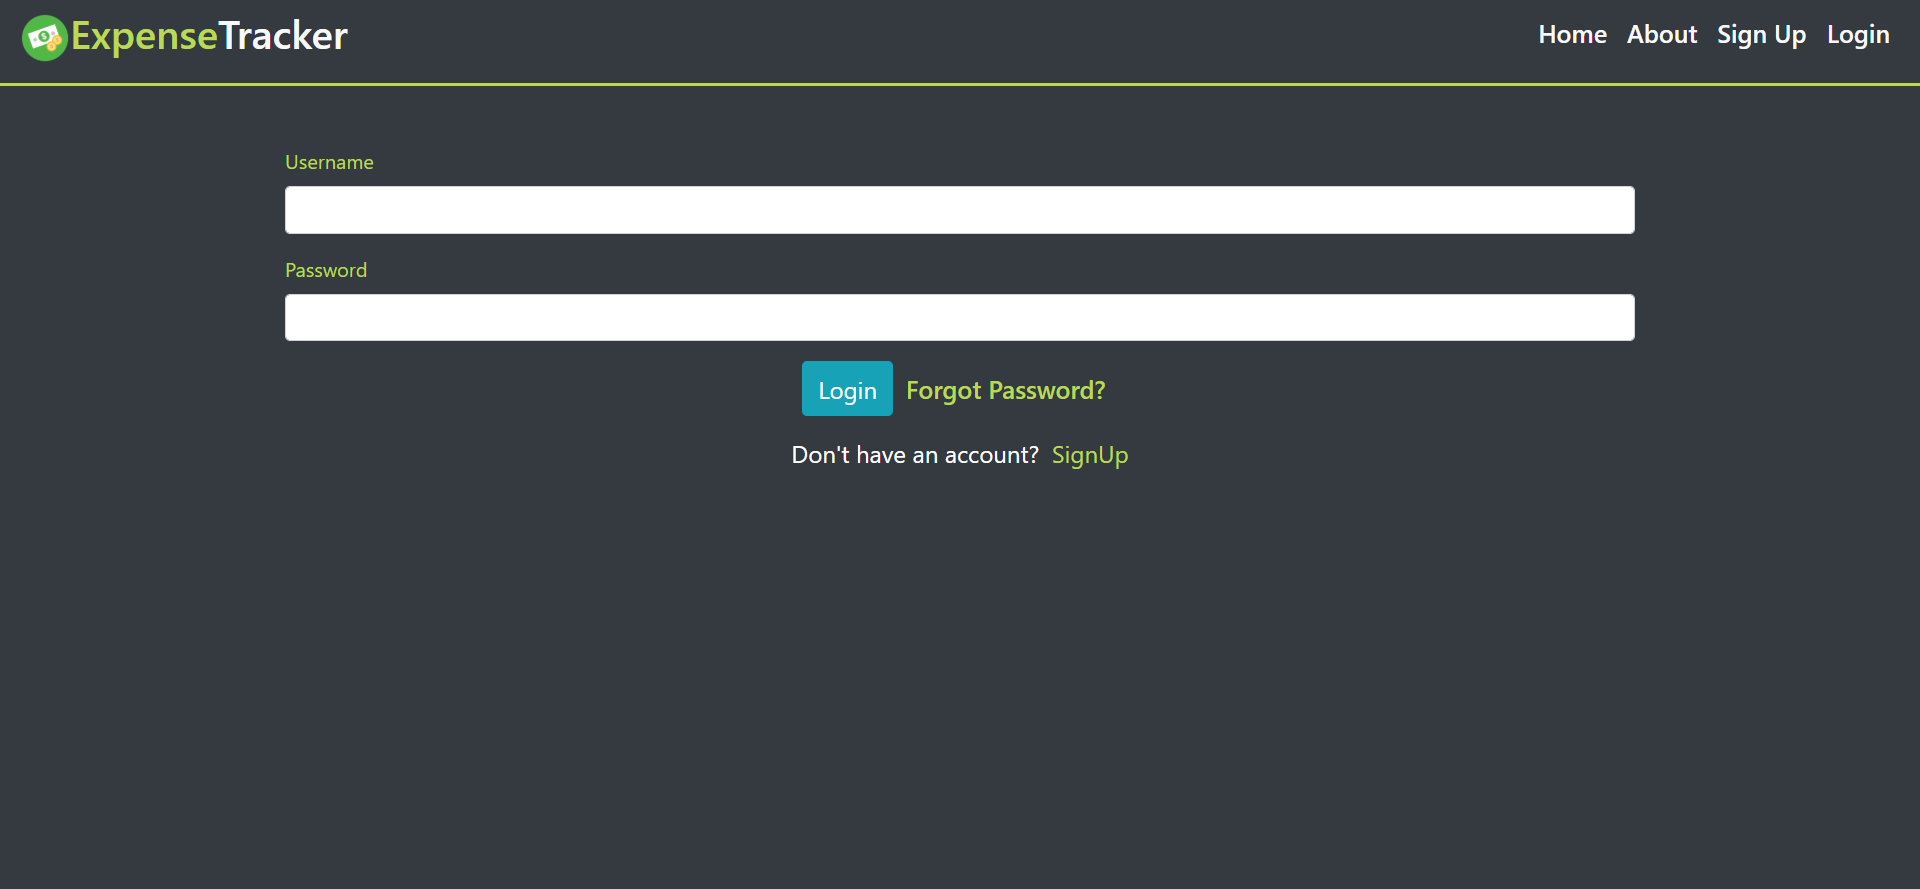 ExpenseTracker
Home About Sign Up Login
Username
Password
Login Forgot Password?
Don't have an account? SignUp